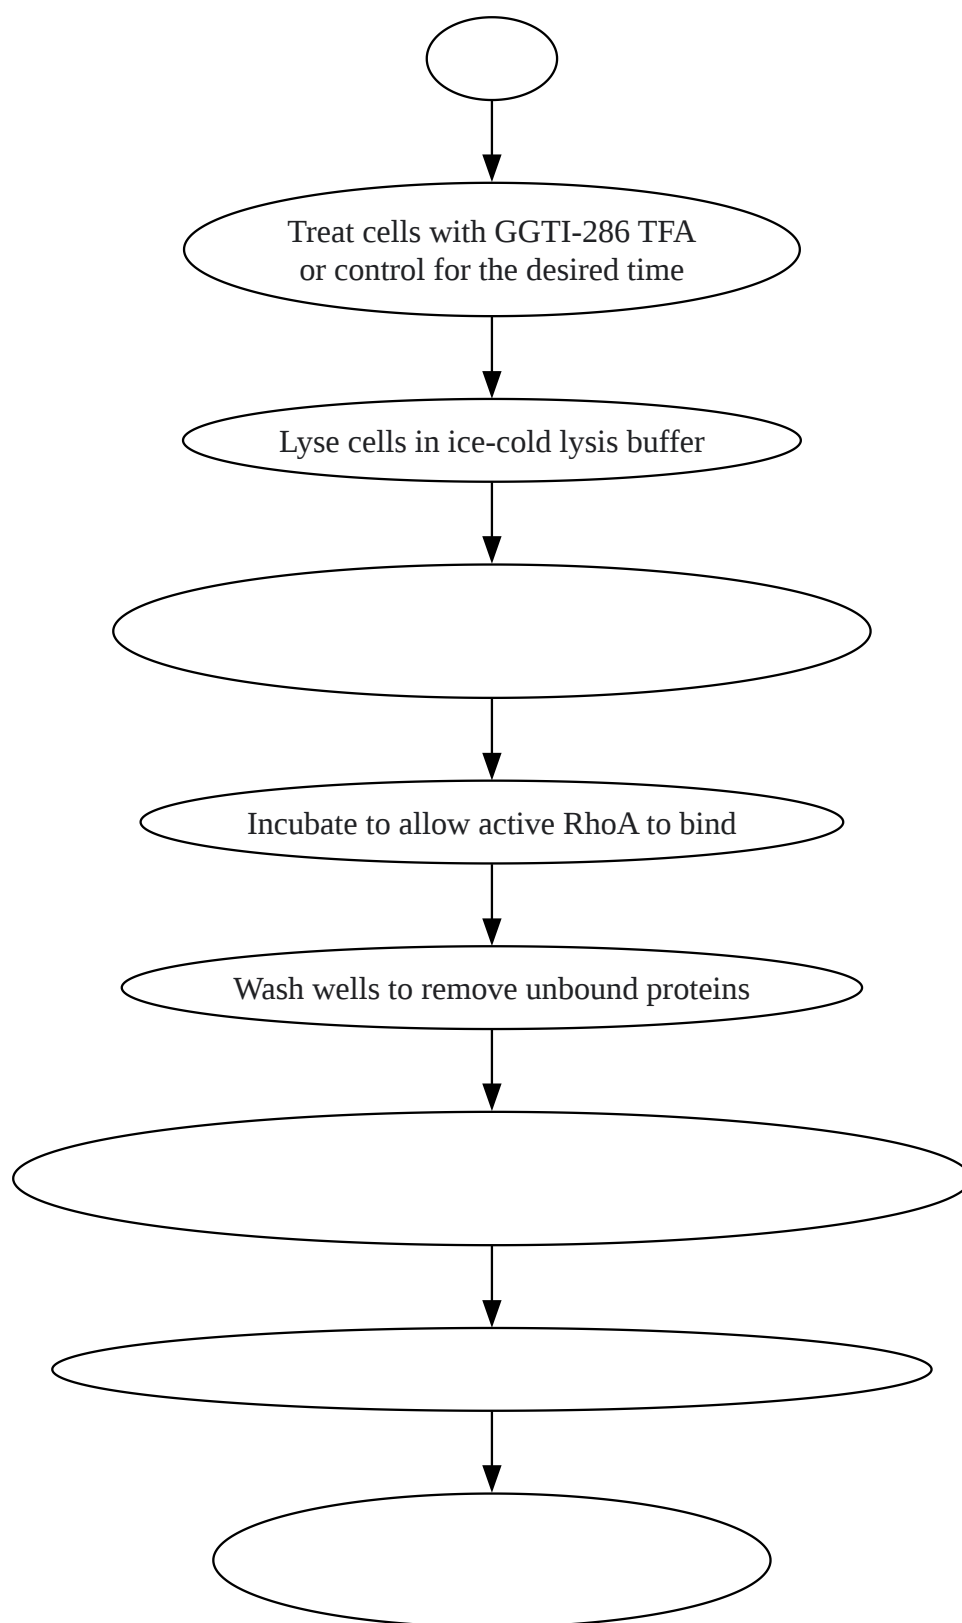 Treat cells with GGTI-286 TFA
or control for the desired time
Lyse cells in ice-cold lysis buffer
Incubate to allow active RhoA to bind
Wash wells to remove unbound proteins